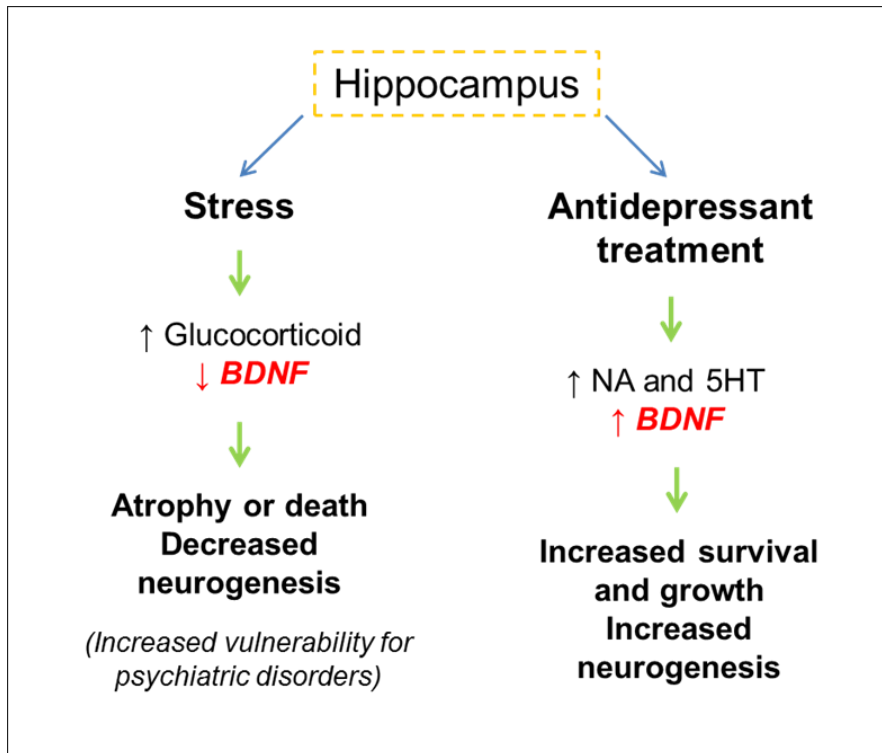 Hippocampus
Stress
↑ Glucocorticoid
↓ BDNF
Atrophy or death
Decreased
neurogenesis
(Increased vulnerability for
psychiatric disorders)
Antidepressant
treatment
↑ NA and 5HT
↑ BDNF
Increased survival
and growth
Increased
neurogenesis